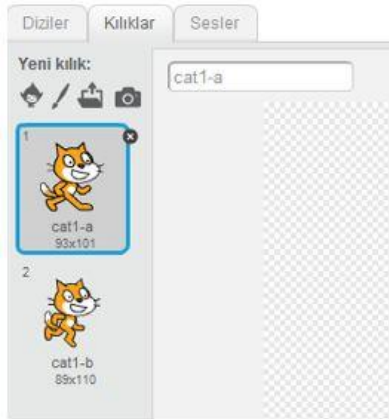 Diziler Kılıklar Sesler
Yeni kılık:
cat1-a
1
cat1-a
93x101
2
cat1-b
89x110